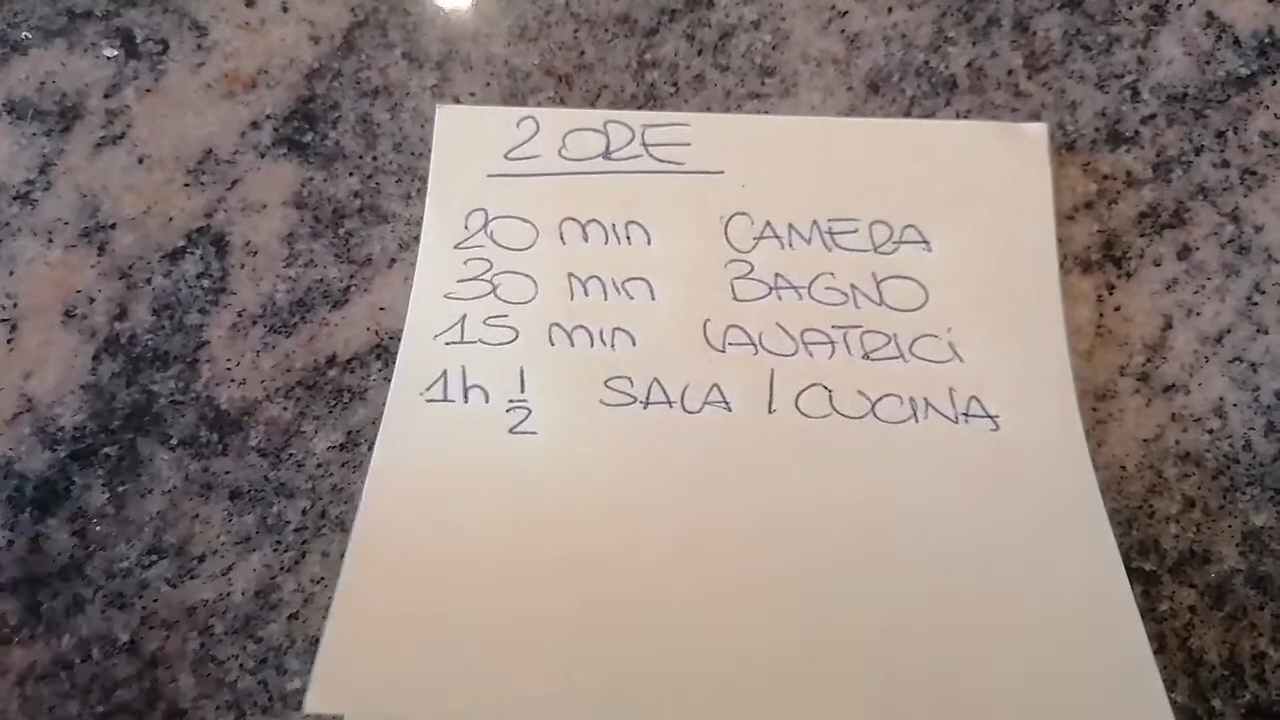 2 ORE
20 min CAMERA
30 min BAGNO
15 min LAVATRICI
1h 1/2 SALA / CUCINA